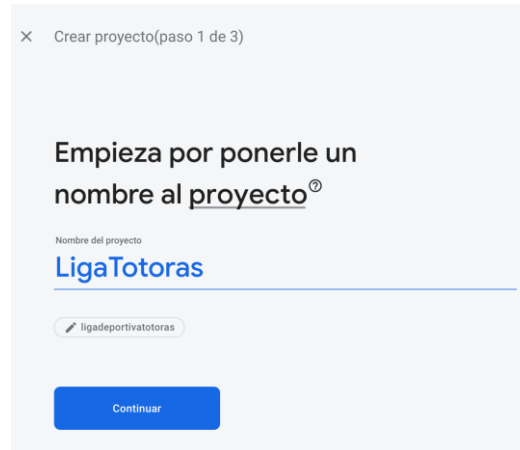 Crear proyecto(paso 1 de 3)
Empieza por ponerle un
nombre al proyecto
Nombre del proyecto
LigaTotoras
ligadeportivatotoras
Continuar